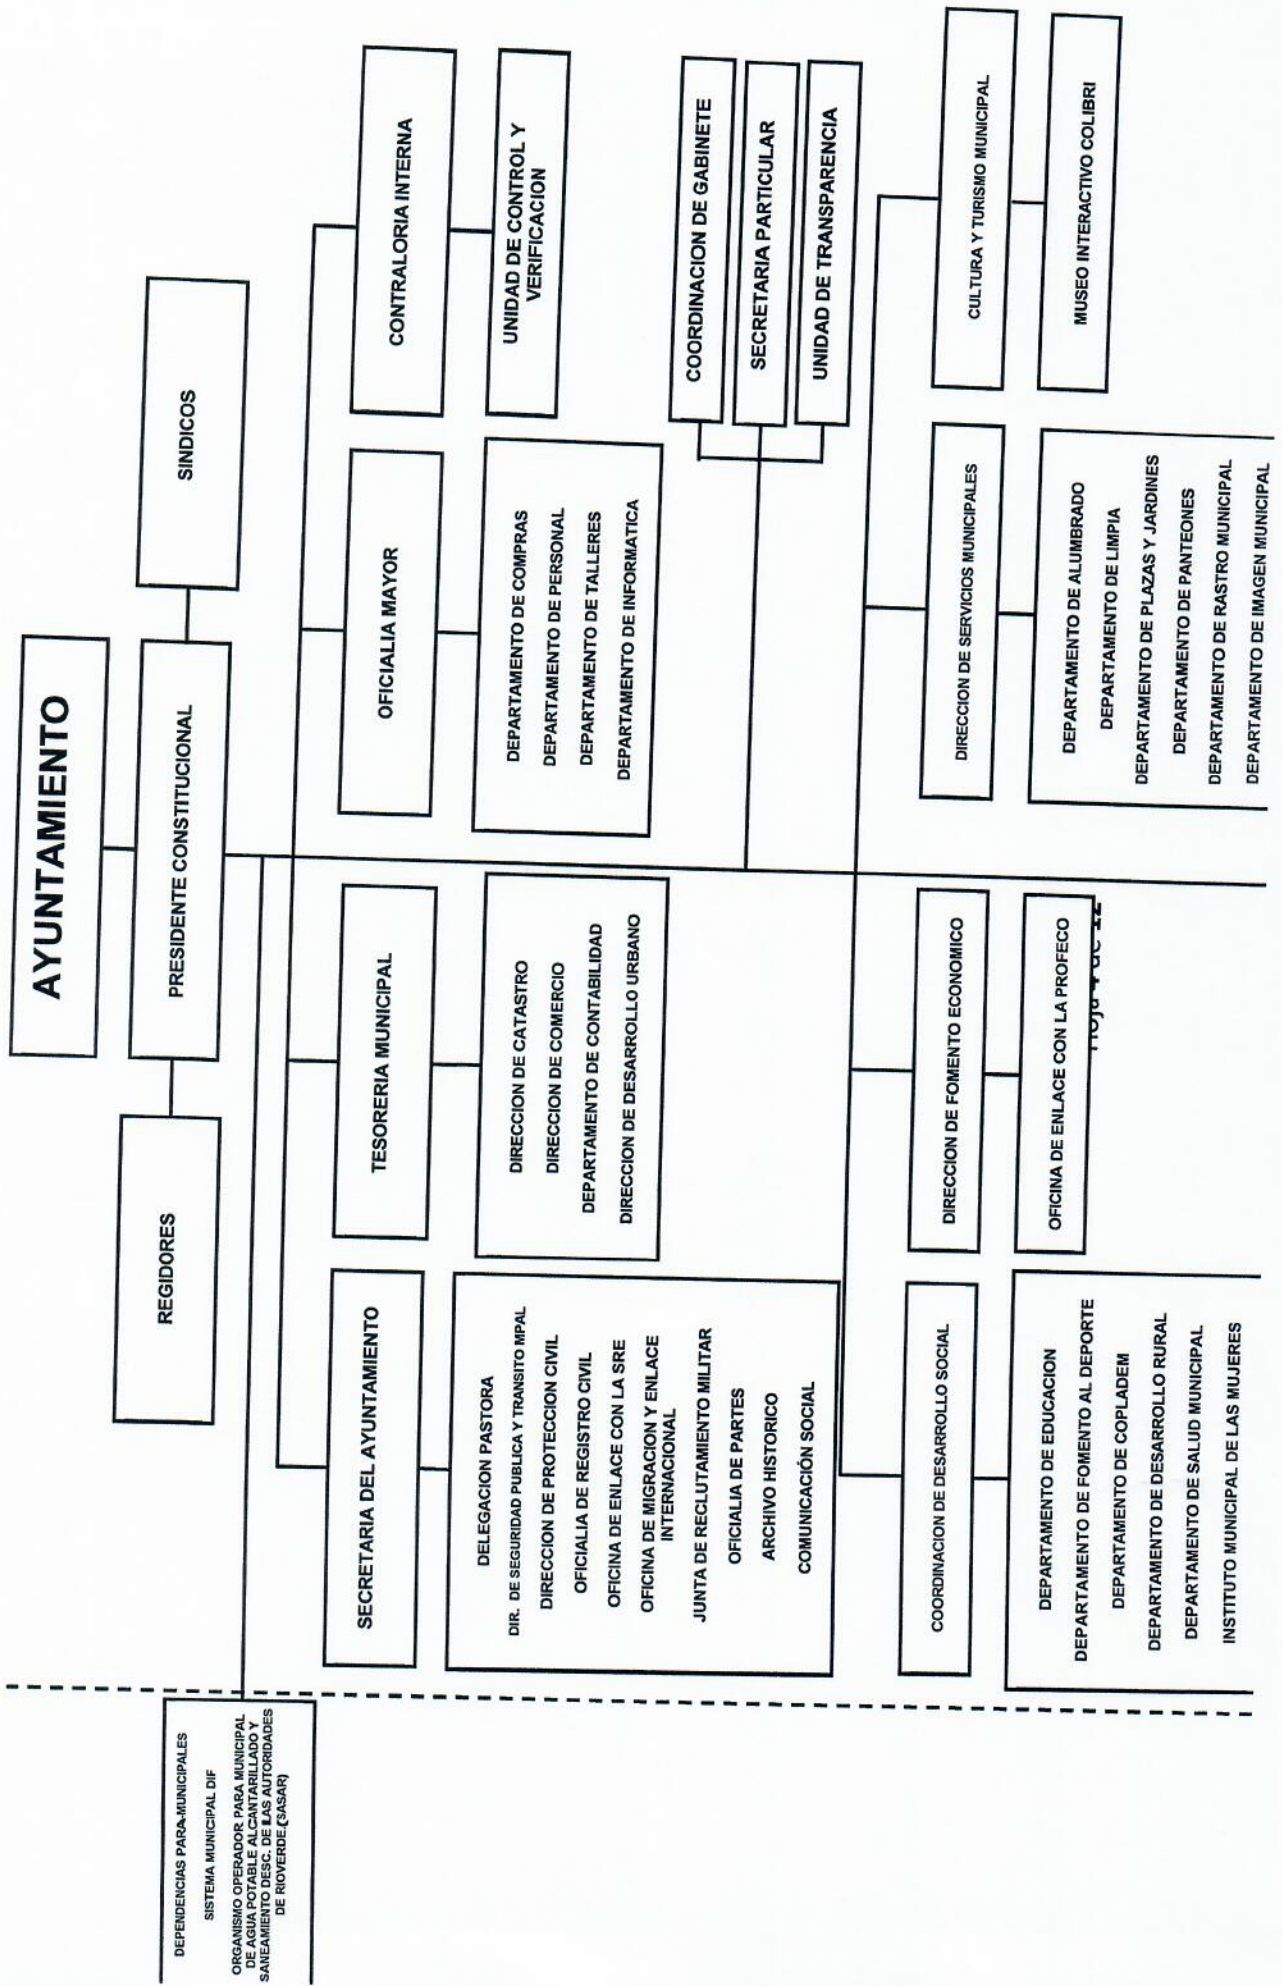 AYUNTAMIENTO
REGIDORES
PRESIDENTE CONSTITUCIONAL
SINDICOS
DEPENDENCIAS PARA-MUNICIPALES
SISTEMA MUNICIPAL DIF
ORGANISMO OPERADOR PARA MUNICIPAL
DE AGUA POTABLE ALCANTARILLADO Y
SANEAMIENTO DESC. DE LAS AUTORIDADES
DE RIOVERDE.(SASAR)
SECRETARIA DEL AYUNTAMIENTO
DELEGACION PASTORA
DIR. DE SEGURIDAD PUBLICA Y TRANSITO MPAL
DIRECCION DE PROTECCION CIVIL
OFICIALIA DE REGISTRO CIVIL
OFICINA DE ENLACE CON LA SRE
OFICINA DE MIGRACION Y ENLACE
INTERNACIONAL
JUNTA DE RECLUTAMIENTO MILITAR
OFICIALIA DE PARTES
ARCHIVO HISTORICO
COMUNICACIÓN SOCIAL
TESORERIA MUNICIPAL
DIRECCION DE CATASTRO
DIRECCION DE COMERCIO
DEPARTAMENTO DE CONTABILIDAD
DIRECCION DE DESARROLLO URBANO
OFICIALIA MAYOR
DEPARTAMENTO DE COMPRAS
DEPARTAMENTO DE PERSONAL
DEPARTAMENTO DE TALLERES
DEPARTAMENTO DE INFORMATICA
CONTRALORIA INTERNA
UNIDAD DE CONTROL Y
VERIFICACION
COORDINACION DE GABINETE
SECRETARIA PARTICULAR
UNIDAD DE TRANSPARENCIA
COORDINACION DE DESARROLLO SOCIAL
DEPARTAMENTO DE EDUCACION
DEPARTAMENTO DE FOMENTO AL DEPORTE
DEPARTAMENTO DE COPLADEM
DEPARTAMENTO DE DESARROLLO RURAL
DEPARTAMENTO DE SALUD MUNICIPAL
INSTITUTO MUNICIPAL DE LAS MUJERES
DIRECCION DE FOMENTO ECONOMICO
OFICINA DE ENLACE CON LA PROFECO
DIRECCION DE SERVICIOS MUNICIPALES
DEPARTAMENTO DE ALUMBRADO
DEPARTAMENTO DE LIMPIA
DEPARTAMENTO DE PLAZAS Y JARDINES
DEPARTAMENTO DE PANTEONES
DEPARTAMENTO DE RASTRO MUNICIPAL
DEPARTAMENTO DE IMAGEN MUNICIPAL
CULTURA Y TURISMO MUNICIPAL
MUSEO INTERACTIVO COLIBRI